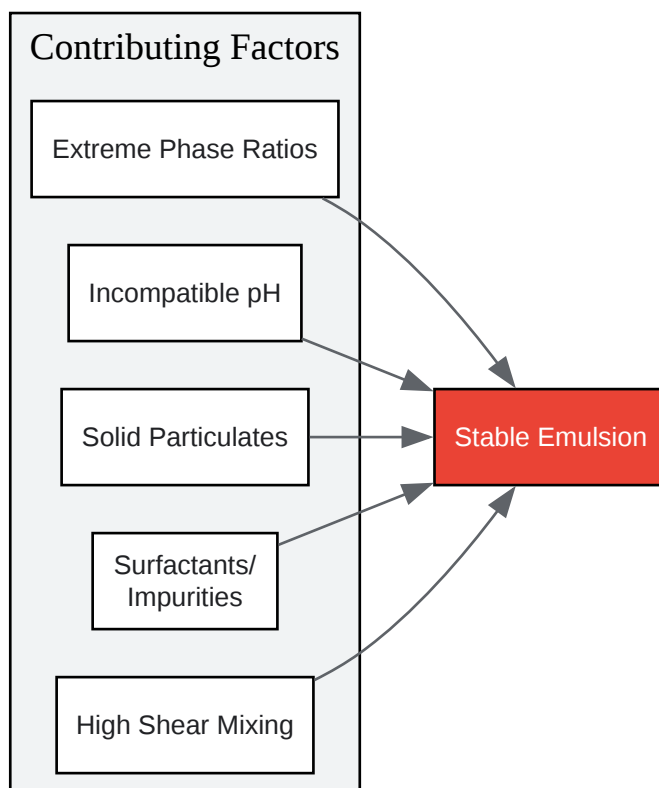 Contributing Factors
Extreme Phase Ratios
Incompatible pH
Solid Particulates
Stable Emulsion
Surfactants/
Impurities
High Shear Mixing